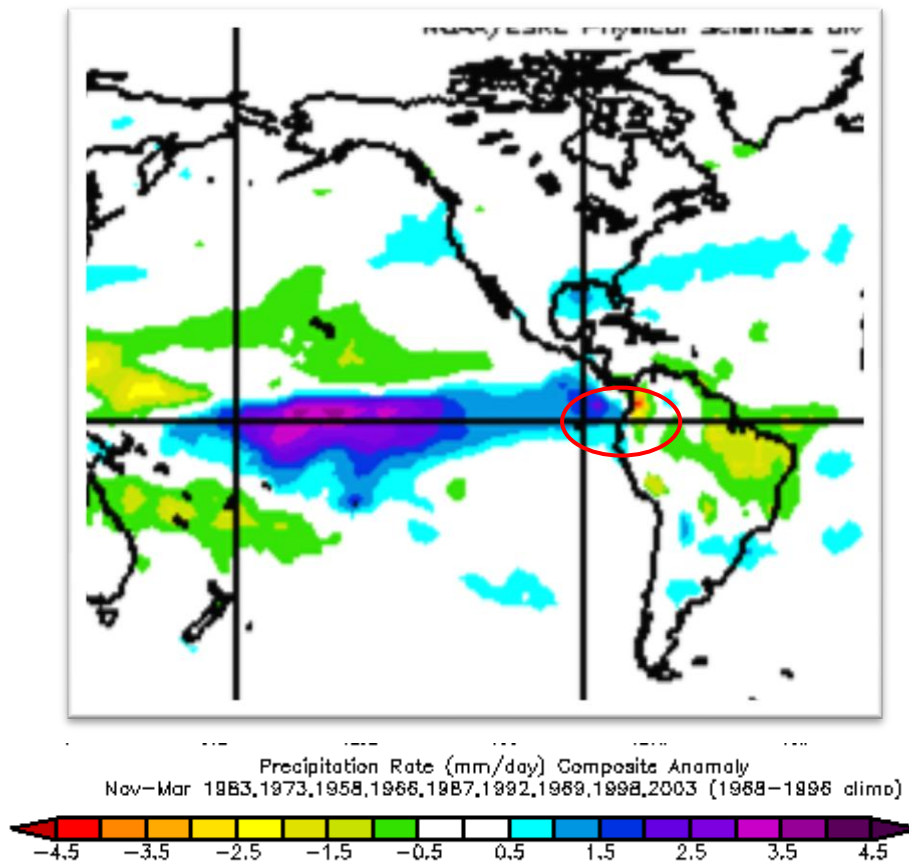 Precipitation Rate (mm/day) Composite Anomaly
Nov-Mar 1983,1973,1958,1966,1987,1992,1969,1998,2003 (1968-1996 climo)
-4.5 -3.5 -2.5 -1.5 -0.5 0.5 1.5 2.5 3.5 4.5